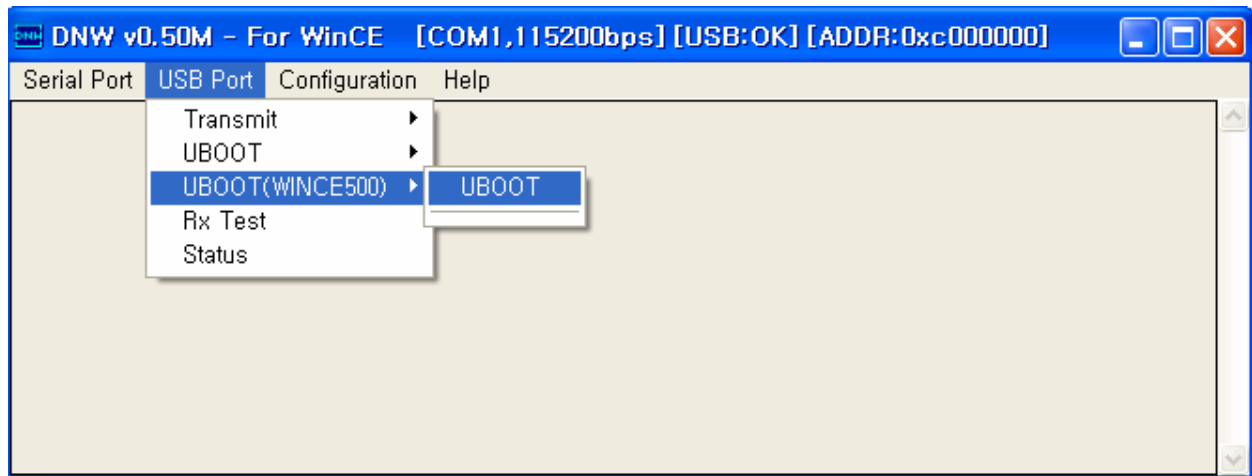 DNW v0.50M - For WinCE [COM1,115200bps] [USB:OK] [ADDR:0xc000000]
Serial Port USB Port Configuration Help
Transmit
UBOOT
UBOOT(WINCE500) UBOOT
Rx Test
Status